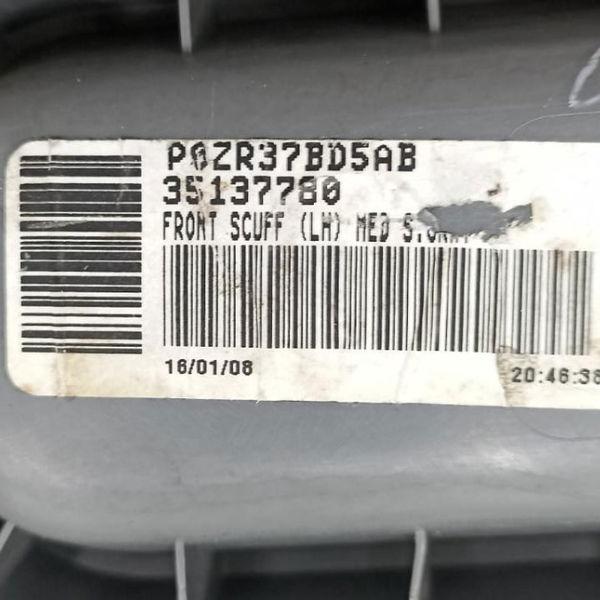 P0ZR37BD5AB
35137780
FRONT SCUFF (LH) MED
16/01/08
20:46:38